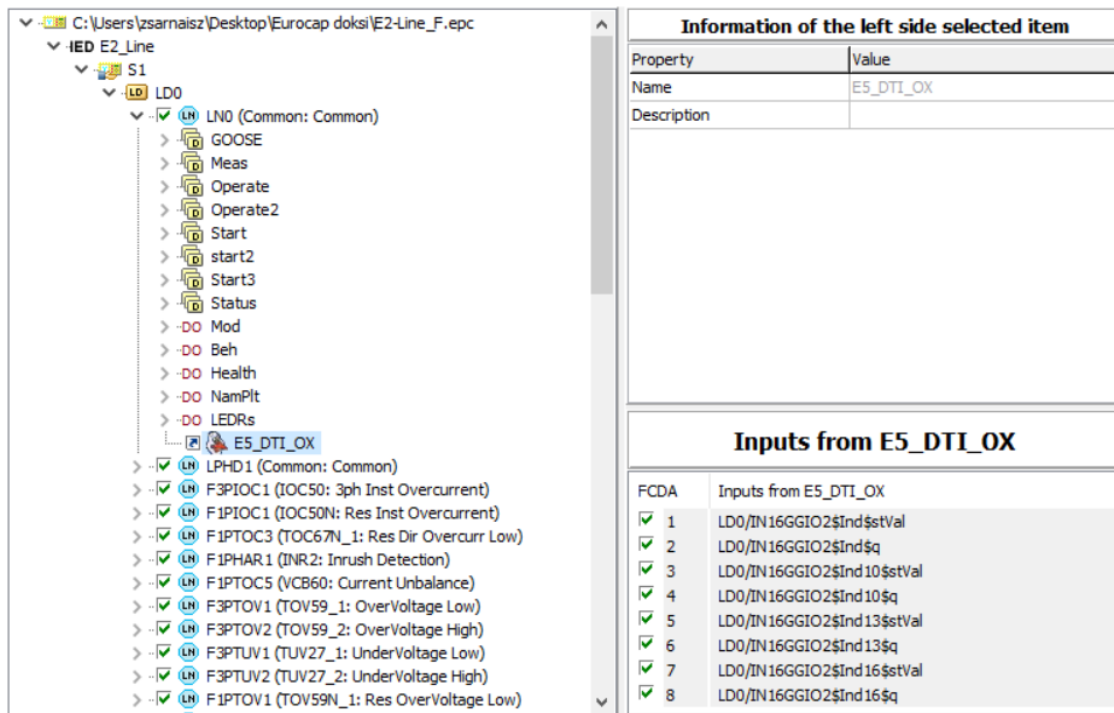 C:\Users\zsarnaisz\Desktop\Eurocap doksi\E2-Line_F.epc
IED E2_Line
S1
LD LD0
LN LN0 (Common: Common)
D GOOSE
D Meas
D Operate
D Operate2
D Start
D start2
D Start3
D Status
DO Mod
DO Beh
DO Health
DO NamPlt
DO LEDRs
E5_DTI_OX
LN LPHD1 (Common: Common)
LN F3PIOC1 (IOC50: 3ph Inst Overcurrent)
LN F1PIOC1 (IOC50N: Res Inst Overcurrent)
LN F1PTOC3 (TOC67N_1: Res Dir Overcurr Low)
LN F1PHAR1 (INR2: Inrush Detection)
LN F1PTOC5 (VCB60: Current Unbalance)
LN F3PTOV1 (TOV59_1: OverVoltage Low)
LN F3PTOV2 (TOV59_2: OverVoltage High)
LN F3PTUV1 (TUV27_1: UnderVoltage Low)
LN F3PTUV2 (TUV27_2: UnderVoltage High)
LN F1PTOV1 (TOV59N_1: Res OverVoltage Low)
Information of the left side selected item
Property Value
Name E5_DTI_OX
Description
Inputs from E5_DTI_OX
FCDA Inputs from E5_DTI_OX
1 LD0/IN16GGIO2$Ind$stVal
2 LD0/IN16GGIO2$Ind$q
3 LD0/IN16GGIO2$Ind10$stVal
4 LD0/IN16GGIO2$Ind10$q
5 LD0/IN16GGIO2$Ind13$stVal
6 LD0/IN16GGIO2$Ind13$q
7 LD0/IN16GGIO2$Ind16$stVal
8 LD0/IN16GGIO2$Ind16$q